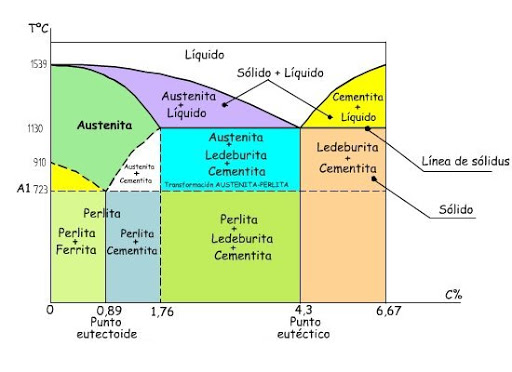 TºC
Líquido
1539
Sólido + Líquido
Austenita
+
Líquido
Cementita
+
Líquido
Austenita
1130
Austenita
+
Ledeburita
+
Cementita
Ledeburita
+
Cementita
Línea de sólidus
910
Austenita
+
Cementita
Transformación AUSTENITA-PERLITA
A1 723
Sólido
Perlita
Perlita
+
Ferrita
Perlita
+
Cementita
Perlita
+
Ledeburita
+
Cementita
C%
0
0,89
1,76
4,3
6,67
Punto
eutectoide
Punto
eutéctico